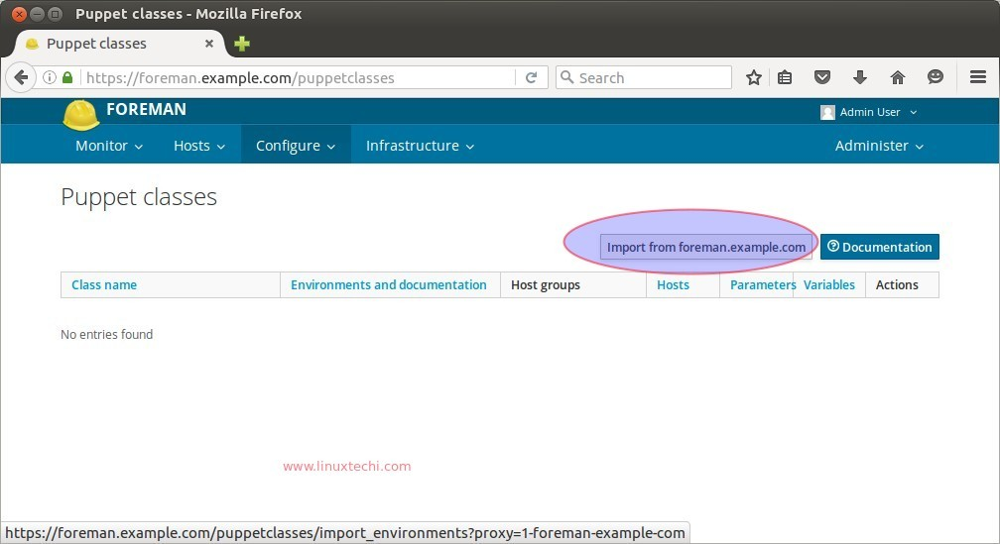 Puppet classes - Mozilla Firefox
Puppet classes
https://foreman.example.com/puppetclasses
Search
FOREMAN
Admin User
Monitor Hosts Configure Infrastructure Administer
Puppet classes
Import from foreman.example.com Documentation
Class name Environments and documentation Host groups Hosts Parameters Variables Actions
No entries found
www.linuxtechi.com
https://foreman.example.com/puppetclasses/import_environments?proxy=1-foreman-example-com